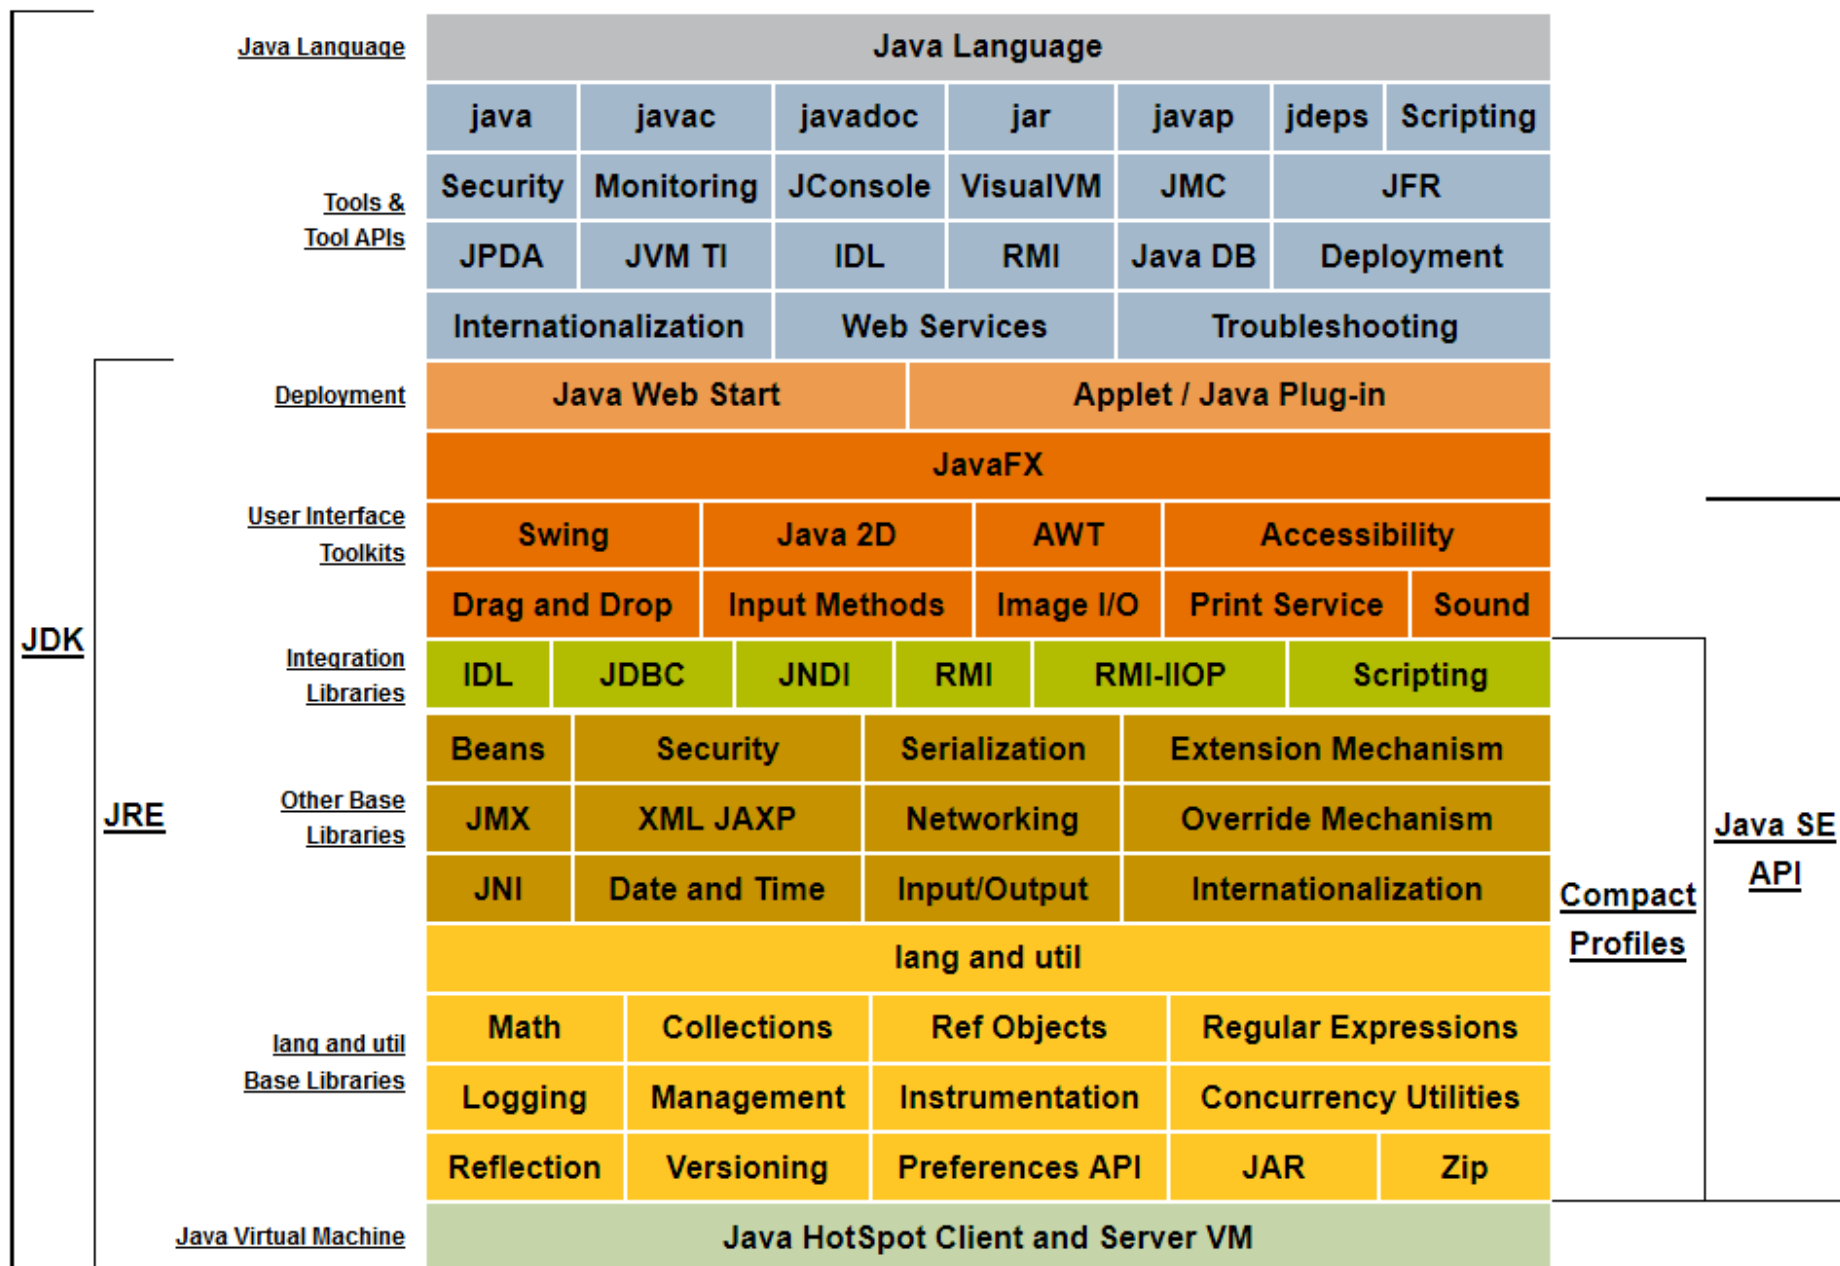 Java Language
Java Language
java javac javadoc jar javap jdeps Scripting
Security Monitoring JConsole VisualVM JMC JFR
Tools &
Tool APIs
JPDA JVM TI IDL RMI Java DB Deployment
Internationalization Web Services Troubleshooting
Deployment
Java Web Start Applet / Java Plug-in
JavaFX
User Interface
Toolkits
Swing Java 2D AWT Accessibility
Drag and Drop Input Methods Image I/O Print Service Sound
JDK
Integration
Libraries
IDL JDBC JNDI RMI RMI-IIOP Scripting
Beans Security Serialization Extension Mechanism
JRE
Other Base
Libraries
JMX XML JAXP Networking Override Mechanism
Java SE
API
JNI Date and Time Input/Output Internationalization
Compact
Profiles
lang and util
Math Collections Ref Objects Regular Expressions
lang and util
Base Libraries
Logging Management Instrumentation Concurrency Utilities
Reflection Versioning Preferences API JAR Zip
Java Virtual Machine
Java HotSpot Client and Server VM